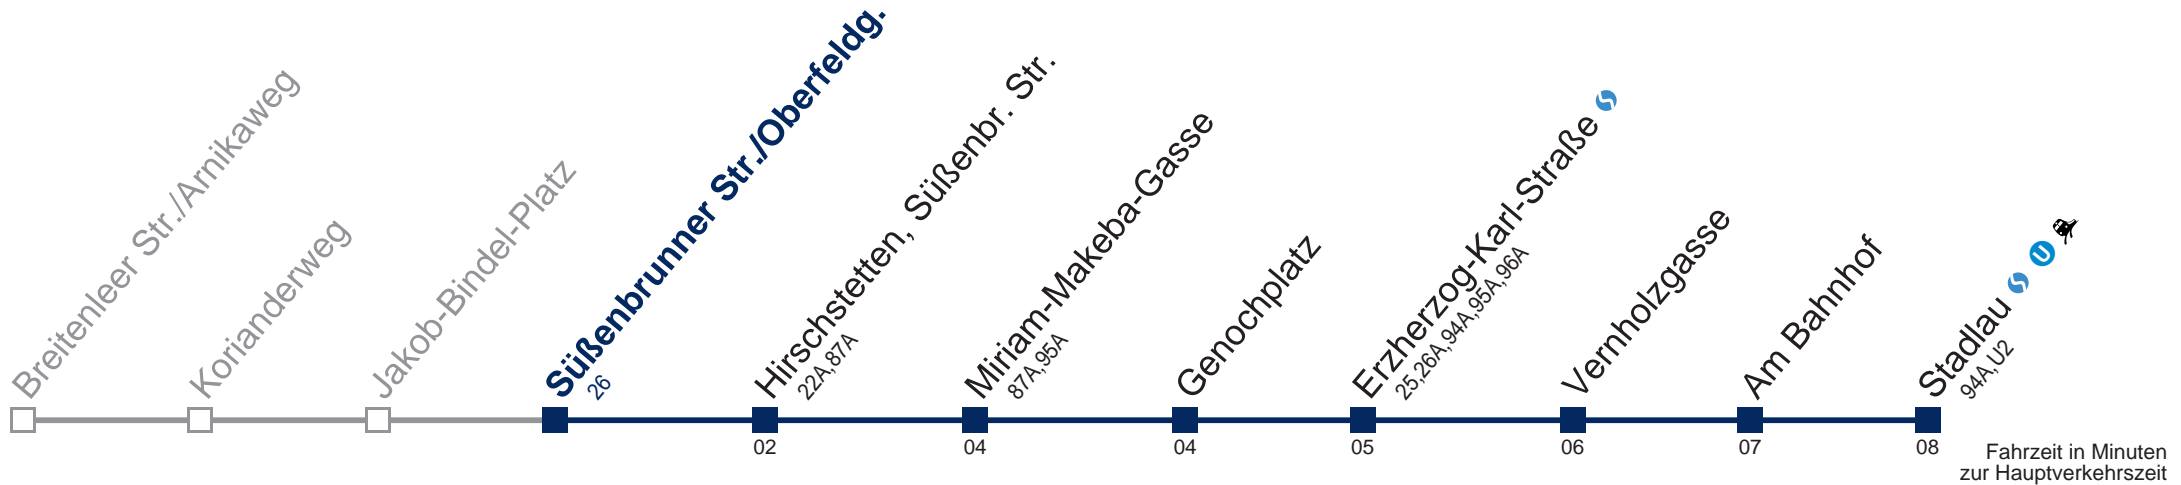 Breitenleer Str./Arnikaweg
Korianderweg
Jakob-Bindel-Platz
Süßenbrunner Str./Oberfeldg.
26
Hirschstetten, Süßenbr. Str.
22A,87A
02
Miriam-Makeba-Gasse
87A,95A
04
Genochplatz
04
Erzherzog-Karl-Straße S
25,26A,94A,95A,96A
05
Vernholzgasse
06
Am Bahnhof
07
Stadlau S U
94A,U2
08
Fahrzeit in Minuten
zur Hauptverkehrszeit